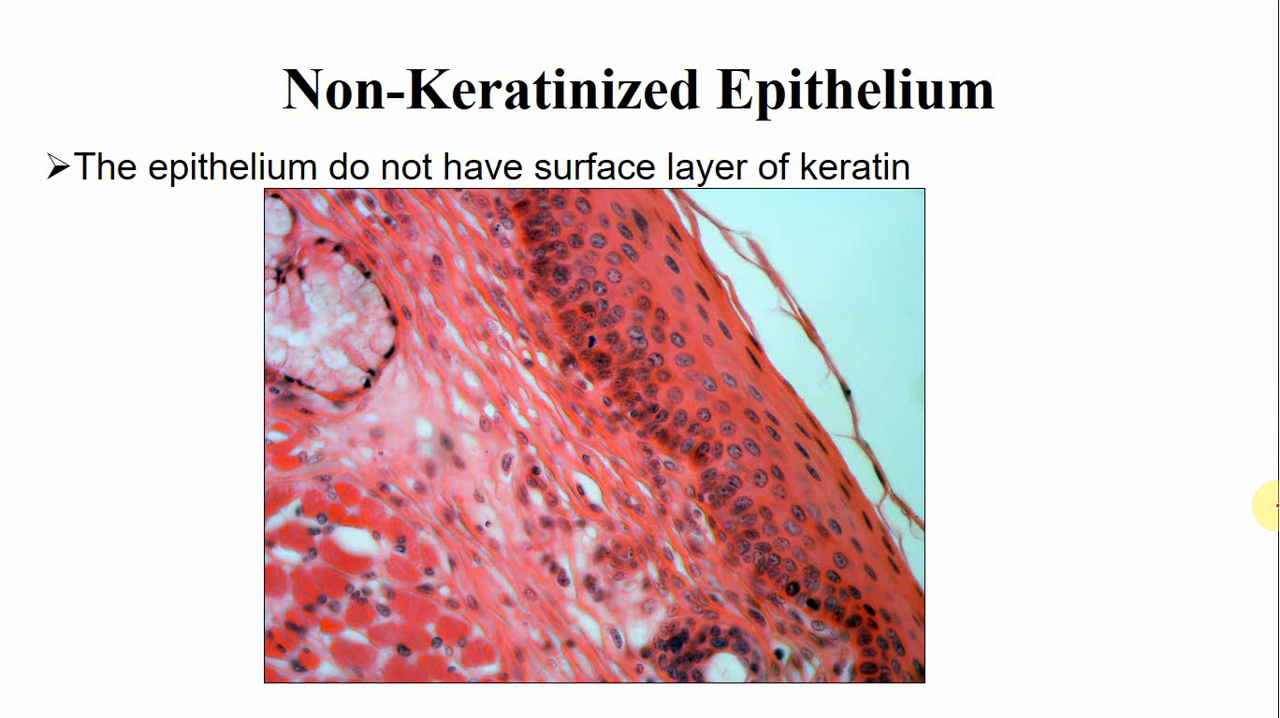 Non-Keratinized Epithelium
➢The epithelium do not have surface layer of keratin